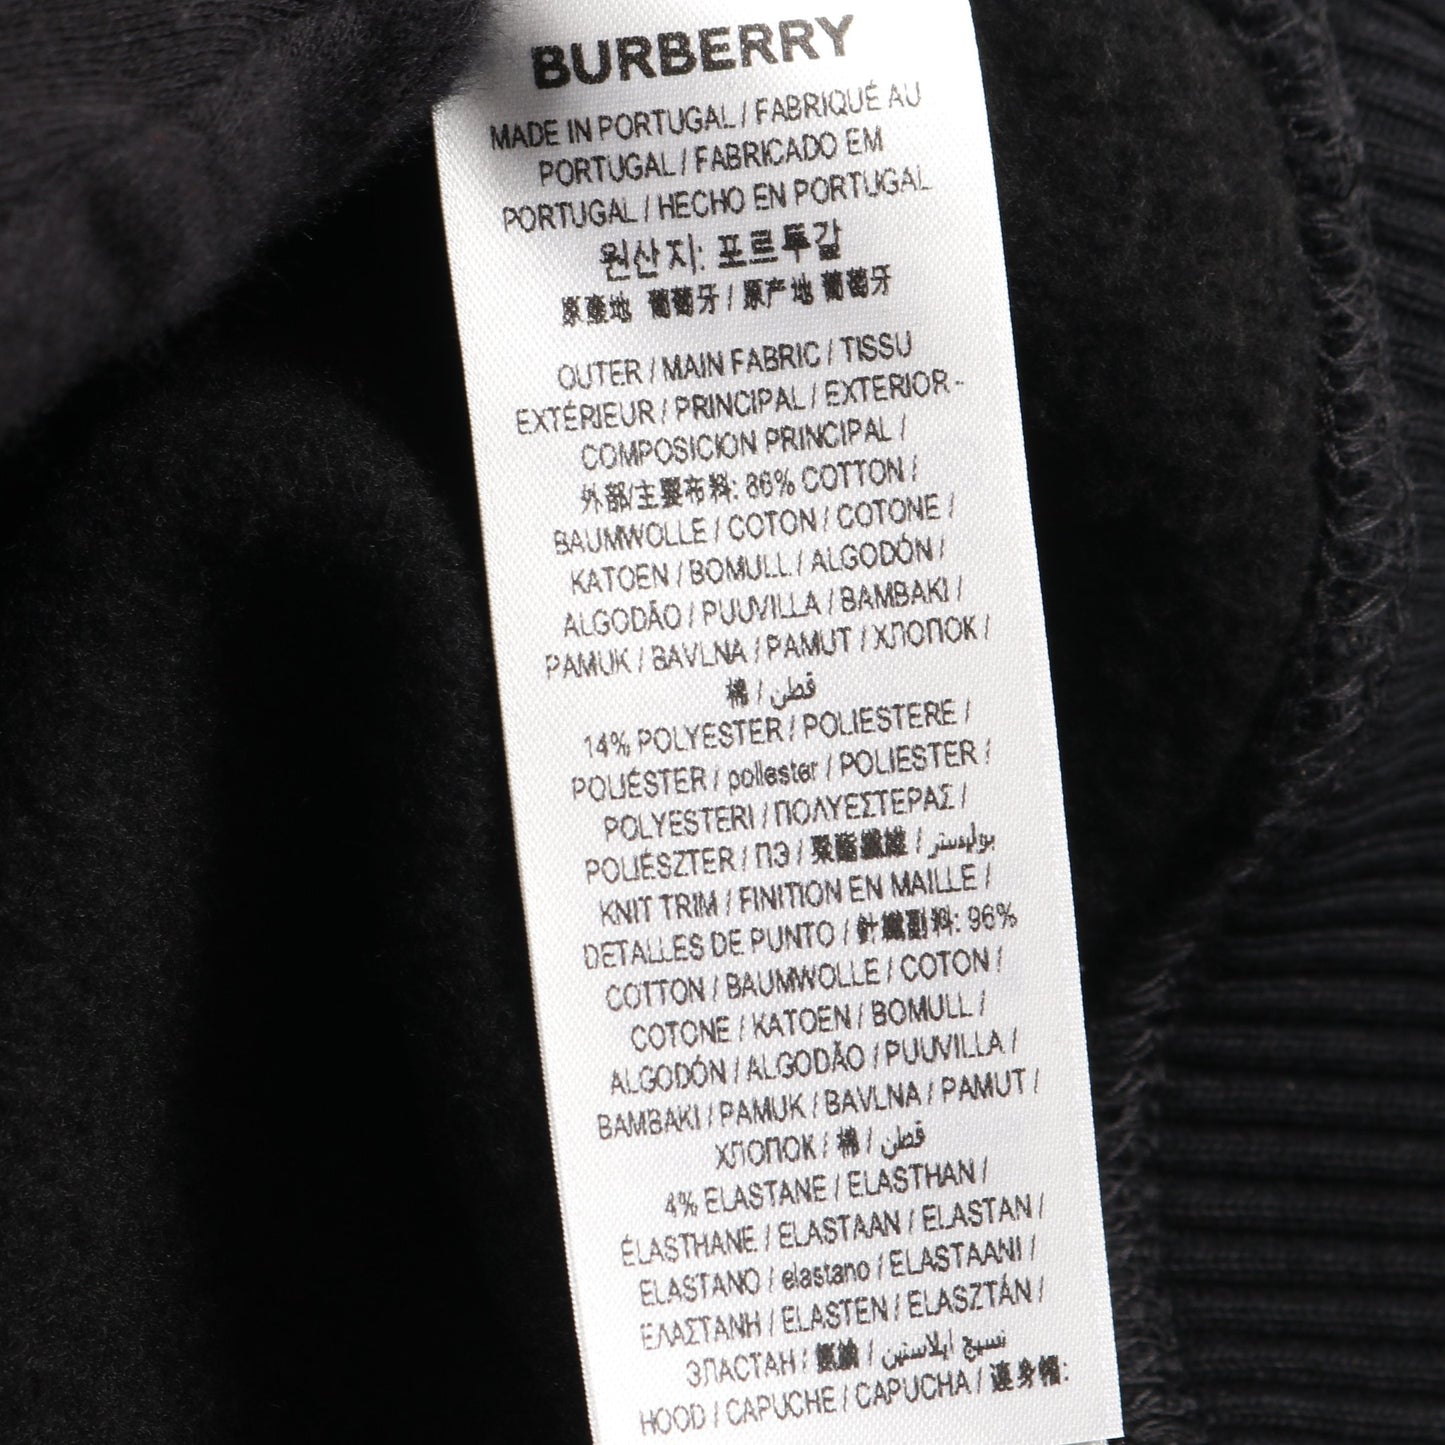 BURBERRY
MADE IN PORTUGAL / FABRIQUÉ AU
PORTUGAL / FABRICADO EM
PORTUGAL / HECHO EN PORTUGAL
원산지: 포르투갈
原產地 葡萄牙 / 原产地 葡萄牙
OUTER / MAIN FABRIC / TISSU
EXTÉRIEUR / PRINCIPAL / EXTERIOR -
COMPOSICION PRINCIPAL /
外部/主要布料: 86% COTTON /
BAUMWOLLE / COTON / COTONE /
KATOEN / BOMULL / ALGODÓN /
ALGODÃO / PUUVILLA / BAMBAKI /
PAMUK / BAVLNA / PAMUT / ХЛОПОК /
棉 / قطن
14% POLYESTER / POLIESTERE /
POLIÉSTER / poliester / POLIESTER /
POLYESTERI / ΠΟΛΥΕΣΤΕΡΑΣ /
POLIÉSZTER / ПЭ / 聚酯纖維 / بوليستر
KNIT TRIM / FINITION EN MAILLE /
DETALLES DE PUNTO / 針織副料: 96%
COTTON / BAUMWOLLE / COTON /
COTONE / KATOEN / BOMULL /
ALGODÓN / ALGODÃO / PUUVILLA /
BAMBAKI / PAMUK / BAVLNA / PAMUT /
ХЛОПОК / 棉 / قطن
4% ELASTANE / ELASTHAN /
ÉLASTHANE / ELASTAAN / ELASTAN /
ELASTANO / elastano / ELASTAANI /
ΕΛΑΣΤΑΝΗ / ELASTEN / ELASZTÁN /
ЭЛАСТАН / 氨綸 / نسيج ايلاستين
HOOD / CAPUCHE / CAPUCHA / 連身帽: